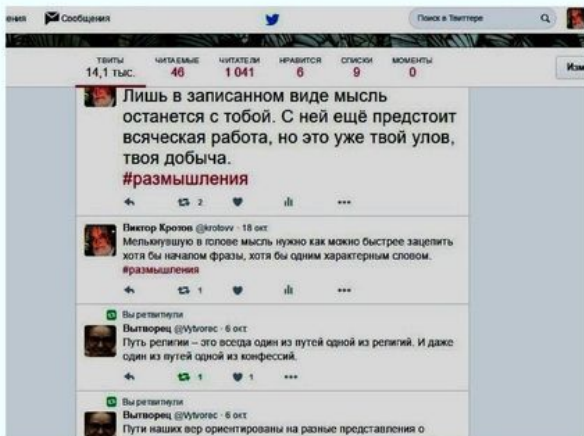 ения Сообщения Поиск в Твиттере
ТВИТЫ ЧИТАЕМЫЕ ЧИТАТЕЛИ НРАВИТСЯ СПИСКИ МОМЕНТЫ
14,1 тыс. 46 1 041 6 9 0 Изм
Лишь в записанном виде мысль
останется с тобой. С ней ещё предстоит
всяческая работа, но это уже твой улов,
твоя добыча.
#размышления
2
Виктор Кротов @krotovv · 18 окт
Мелькнувшую в голове мысль нужно как можно быстрее зацепить
хотя бы началом фразы, хотя бы одним характерным словом.
#размышления
1
Вы ретвитнули
Вытворец @Vytvorec · 6 окт
Путь религии – это всегда один из путей одной из религий. И даже
один из путей одной из конфессий.
1 1
Вы ретвитнули
Вытворец @Vytvorec · 6 окт
Пути наших вер ориентированы на разные представления о